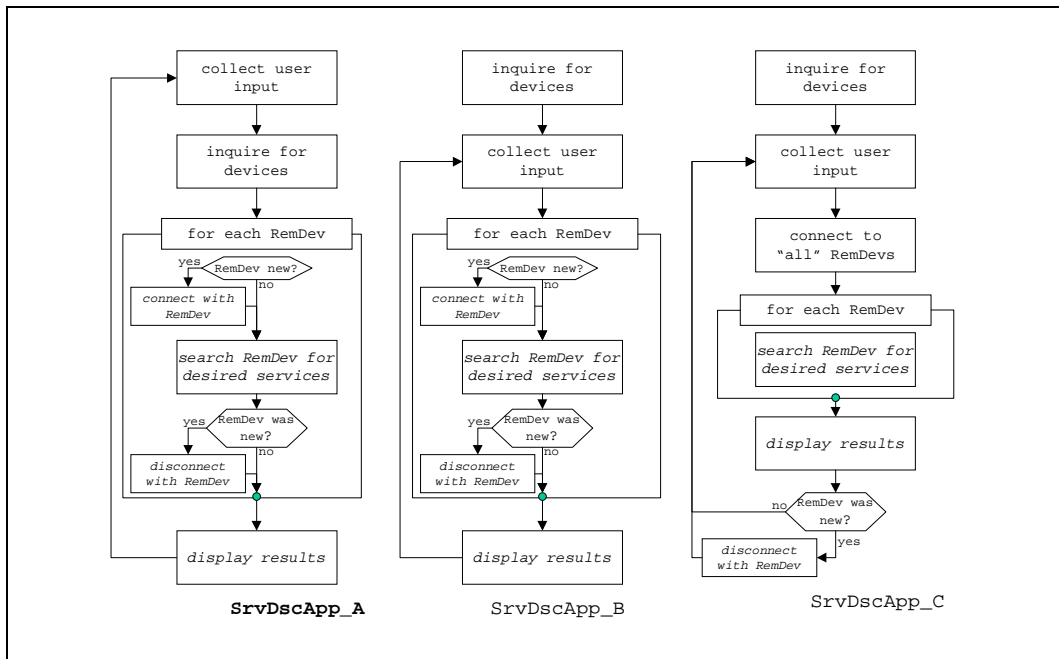 collect user
input
inquire for
devices
for each RemDev
yes
RemDev new?
no
connect with
RemDev
search RemDev for
desired services
yes
RemDev was
new?
no
disconnect
with RemDev
display results
SrvDscApp_A
inquire for
devices
collect user
input
for each RemDev
yes
RemDev new?
no
connect with
RemDev
search RemDev for
desired services
yes
RemDev was
new?
no
disconnect
with RemDev
display results
SrvDscApp_B
inquire for
devices
collect user
input
connect to
“all” RemDevs
for each RemDev
search RemDev for
desired services
display results
no
RemDev was
new?
yes
disconnect
with RemDev
SrvDscApp_C